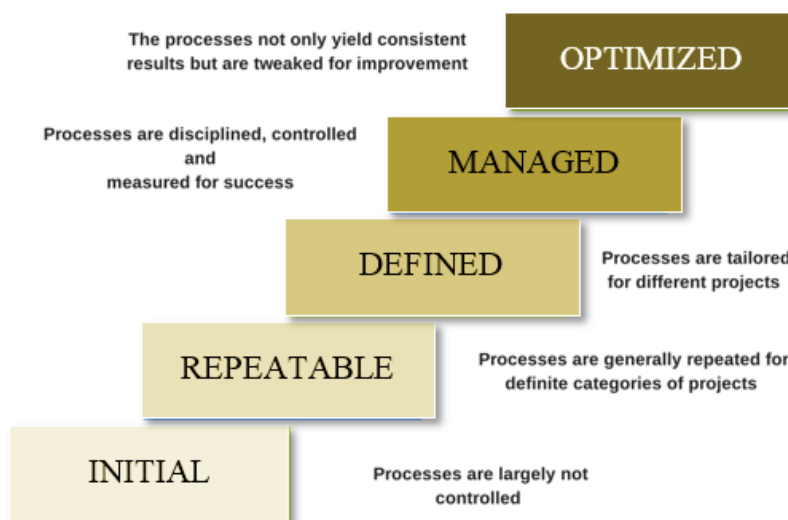 The processes not only yield consistent
results but are tweaked for improvement
OPTIMIZED
Processes are disciplined, controlled
and
measured for success
MANAGED
DEFINED
Processes are tailored
for different projects
REPEATABLE
Processes are generally repeated for
definite categories of projects
INITIAL
Processes are largely not
controlled